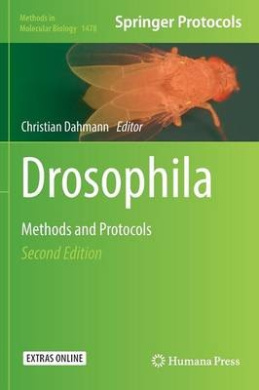 Methods in
Molecular Biology 1478
Springer Protocols
Christian Dahmann Editor
Drosophila
Methods and Protocols
Second Edition
EXTRAS ONLINE
Humana Press